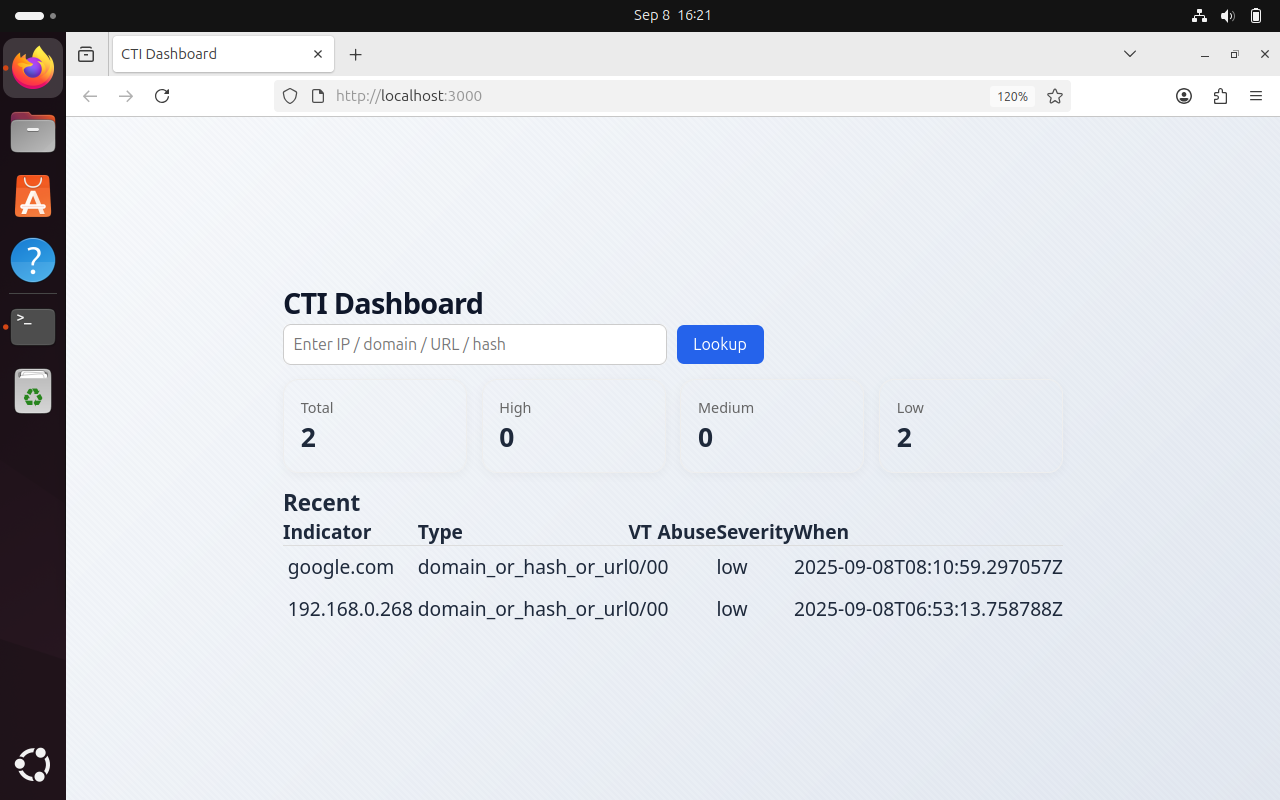 Sep 8 16:21
CTI Dashboard
http://localhost:3000
120%
CTI Dashboard
Enter IP / domain / URL / hash
Lookup
Total
High
Medium
Low
2
0
0
2
Recent
Indicator Type VT Abuse Severity When
google.com domain_or_hash_or_url 0/0 0 low 2025-09-08T08:10:59.297057Z
192.168.0.268 domain_or_hash_or_url 0/0 0 low 2025-09-08T06:53:13.758788Z